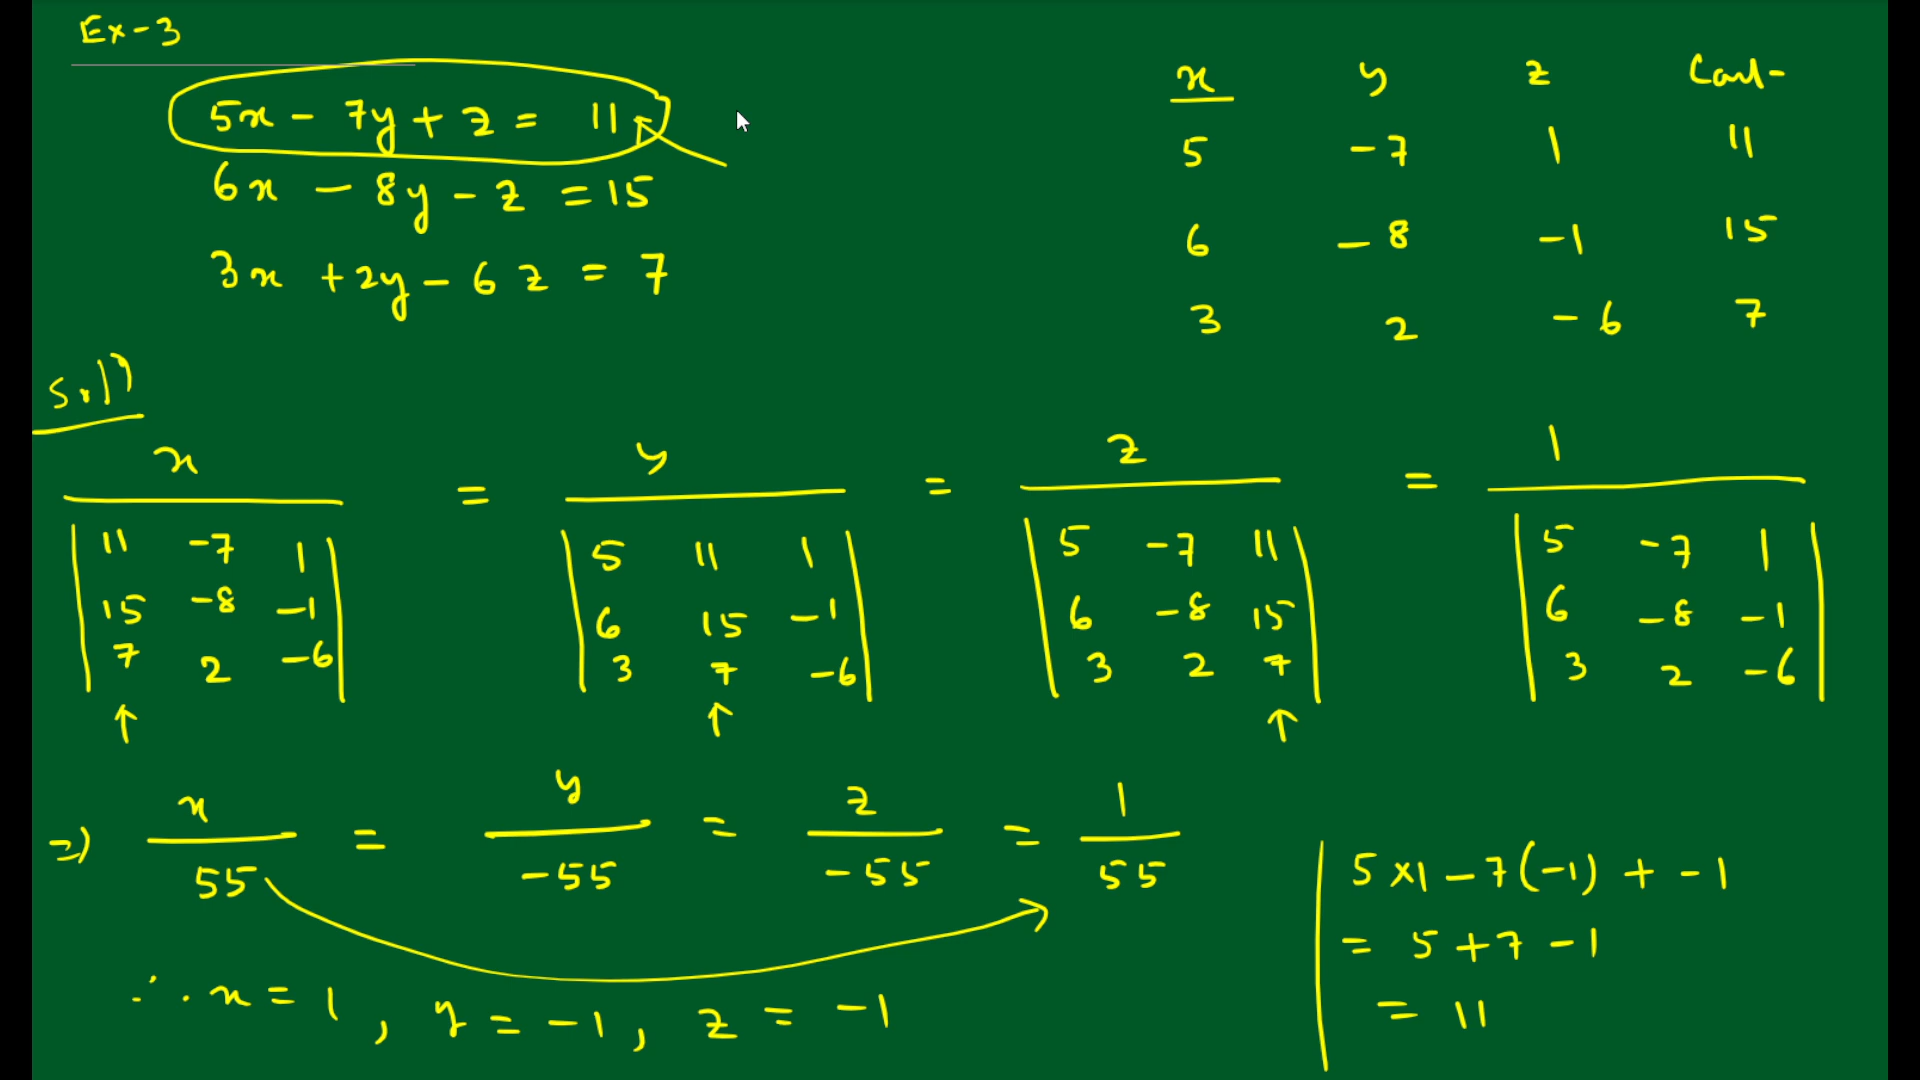 Ex-3
5x - 7y + z = 11
6x - 8y - z = 15
3x + 2y - 6z = 7
x y z Const-
5 -7 1 11
6 -8 -1 15
3 2 -6 7
Sol?
x = y = z = 1
11 -7 1 5 11 1 5 -7 11 5 -7 1
15 -8 -1 6 15 -1 6 -8 15 6 -8 -1
7 2 -6 3 7 -6 3 2 7 3 2 -6
↑ ↑ ↑
=) x = y = z = 1
55 -55 -55 55
∴ x = 1, y = -1, z = -1
5x1 - 7(-1) + -1
= 5 + 7 - 1
= 11